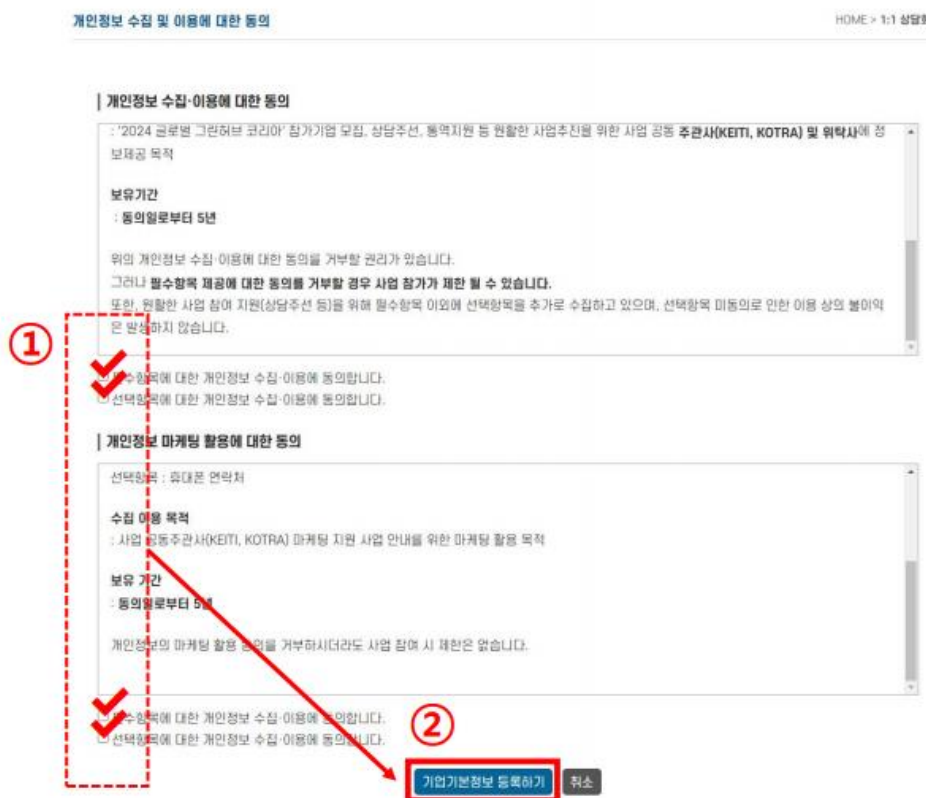 개인정보 수집 및 이용에 대한 동의
HOME > 1:1 상담회
개인정보 수집·이용에 대한 동의
: '2024 글로벌 그린허브 코리아' 참가기업 모집, 상담주선, 통역지원 등 원활한 사업추진을 위한 사업 공동 주관사(KEITI, KOTRA) 및 위탁사에 정
보제공 목적
보유기간
: 동의일로부터 5년
위의 개인정보 수집·이용에 대한 동의를 거부할 권리가 있습니다.
그러나 필수항목 제공에 대한 동의를 거부할 경우 사업 참가가 제한 될 수 있습니다.
또한, 원활한 사업 참여 지원(상담주선 등)을 위해 필수항목 이외에 선택항목을 추가로 수집하고 있으며, 선택항목 미동의로 인한 이용 상의 불이익
은 발생하지 않습니다.
①
필수항목에 대한 개인정보 수집·이용에 동의합니다.
선택항목에 대한 개인정보 수집·이용에 동의합니다.
개인정보 마케팅 활용에 대한 동의
선택항목 : 휴대폰 연락처
수집 이용 목적
: 사업 공동주관사(KEITI, KOTRA) 마케팅 지원 사업 안내를 위한 마케팅 활용 목적
보유 기간
: 동의일로부터 5년
개인정보의 마케팅 활용 동의를 거부하시더라도 사업 참여 시 제한은 없습니다.
필수항목에 대한 개인정보 수집·이용에 동의합니다.
선택항목에 대한 개인정보 수집·이용에 동의합니다.
②
기업기본정보 등록하기
취소